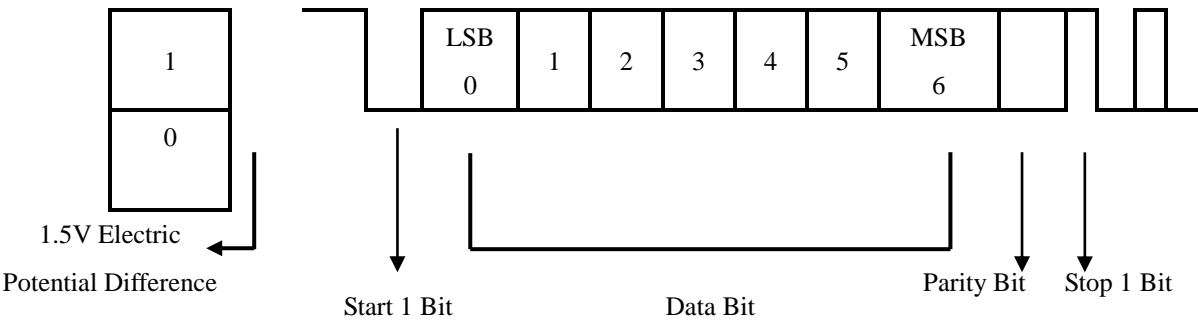 1
0
LSB
0
1
2
3
4
5
MSB
6
1.5V Electric
Potential Difference
Start 1 Bit
Data Bit
Parity Bit
Stop 1 Bit